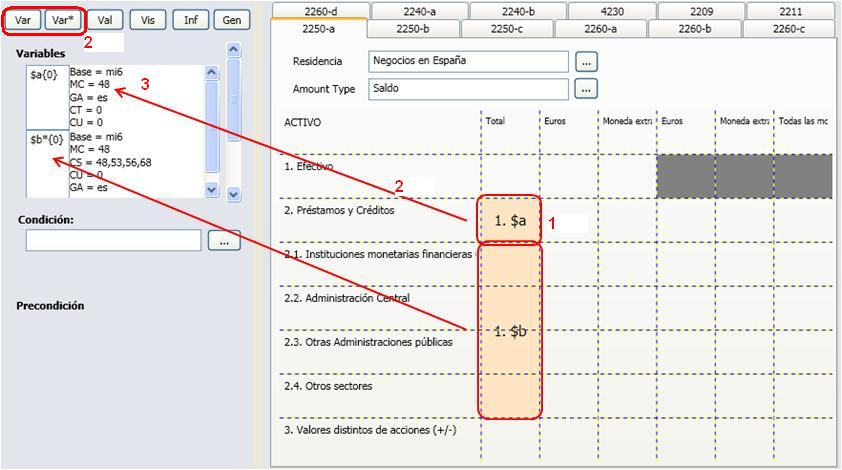 Var Var* Val Vis Inf Gen
2
Variables
$a{0}
Base = mi6
MC = 48
GA = es
CT = 0
CU = 0
$b*{0}
Base = mi6
MC = 48
CS = 48,53,56,68
CU = 0
GA = es
3
Condición:
...
Precondición
2260-d 2240-a 2240-b 4230 2209 2211
2250-a 2250-b 2250-c 2260-a 2260-b 2260-c
Residencia Negocios en España ...
Amount Type Saldo ...
ACTIVO Total Euros Moneda extra Euros Moneda extra Todas las mc
1. Efectivo
2
2. Préstamos y Créditos 1. $a 1
2.1. Instituciones monetarias financieras (
2.2. Administración Central
1. $b
2.3. Otras Administraciones públicas
2.4. Otros sectores
3. Valores distintos de acciones (+/-)